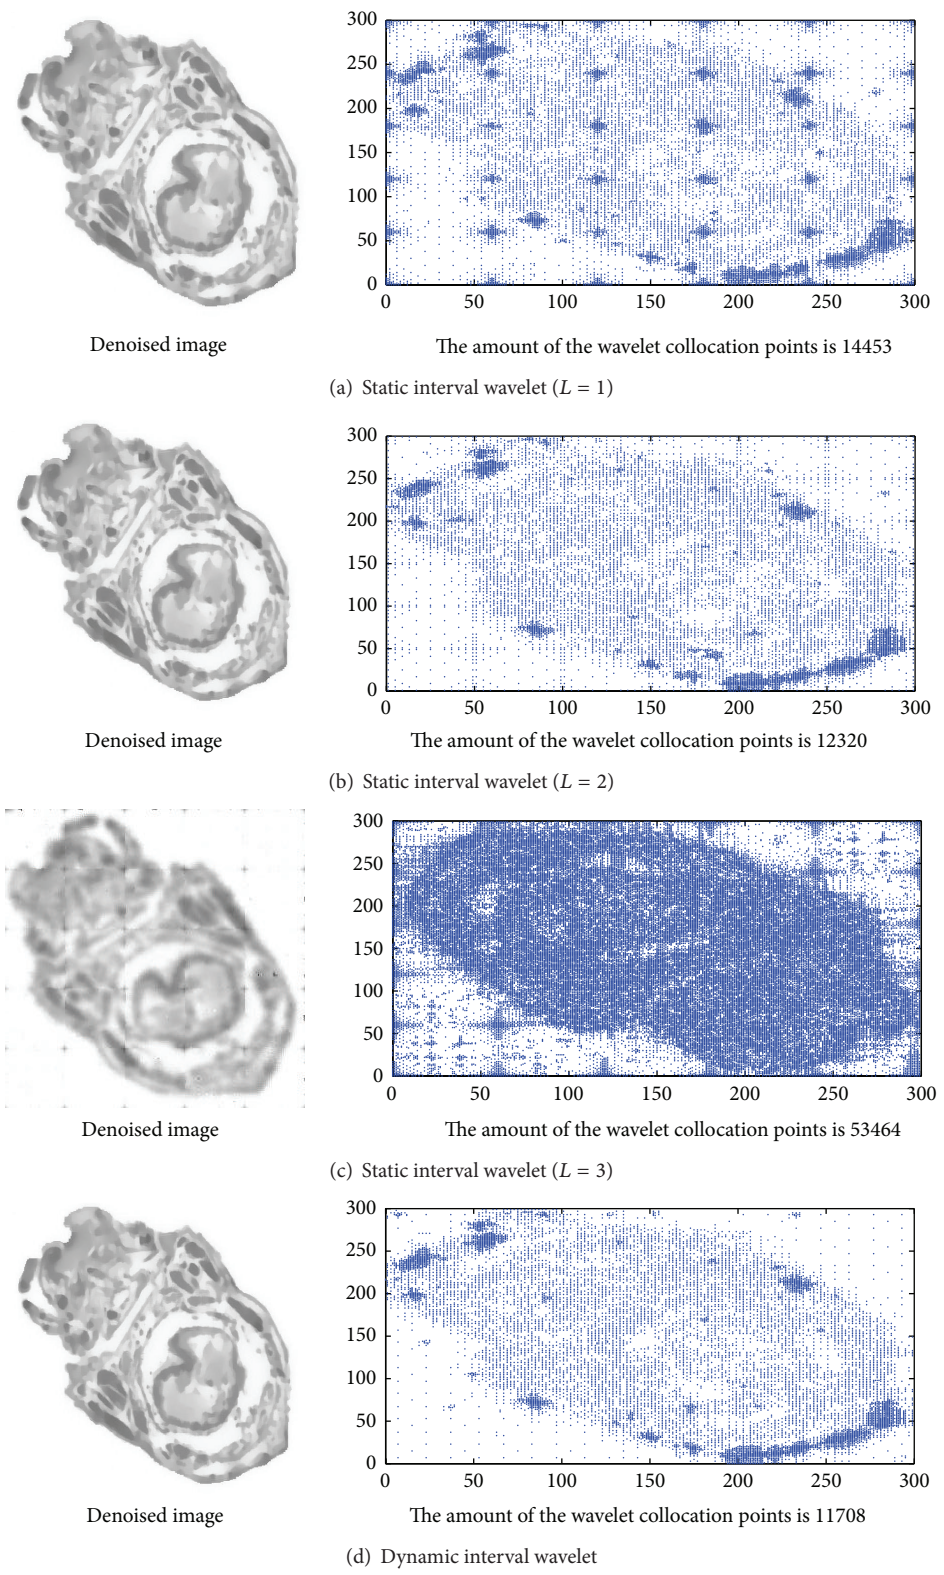 300
250
200
150
100
50
0
0 50 100 150 200 250 300
Denoised image
The amount of the wavelet collocation points is 14453
(a) Static interval wavelet (L = 1)
300
250
200
150
100
50
0
0 50 100 150 200 250 300
Denoised image
The amount of the wavelet collocation points is 12320
(b) Static interval wavelet (L = 2)
300
250
200
150
100
50
0
0 50 100 150 200 250 300
Denoised image
The amount of the wavelet collocation points is 53464
(c) Static interval wavelet (L = 3)
300
250
200
150
100
50
0
0 50 100 150 200 250 300
Denoised image
The amount of the wavelet collocation points is 11708
(d) Dynamic interval wavelet